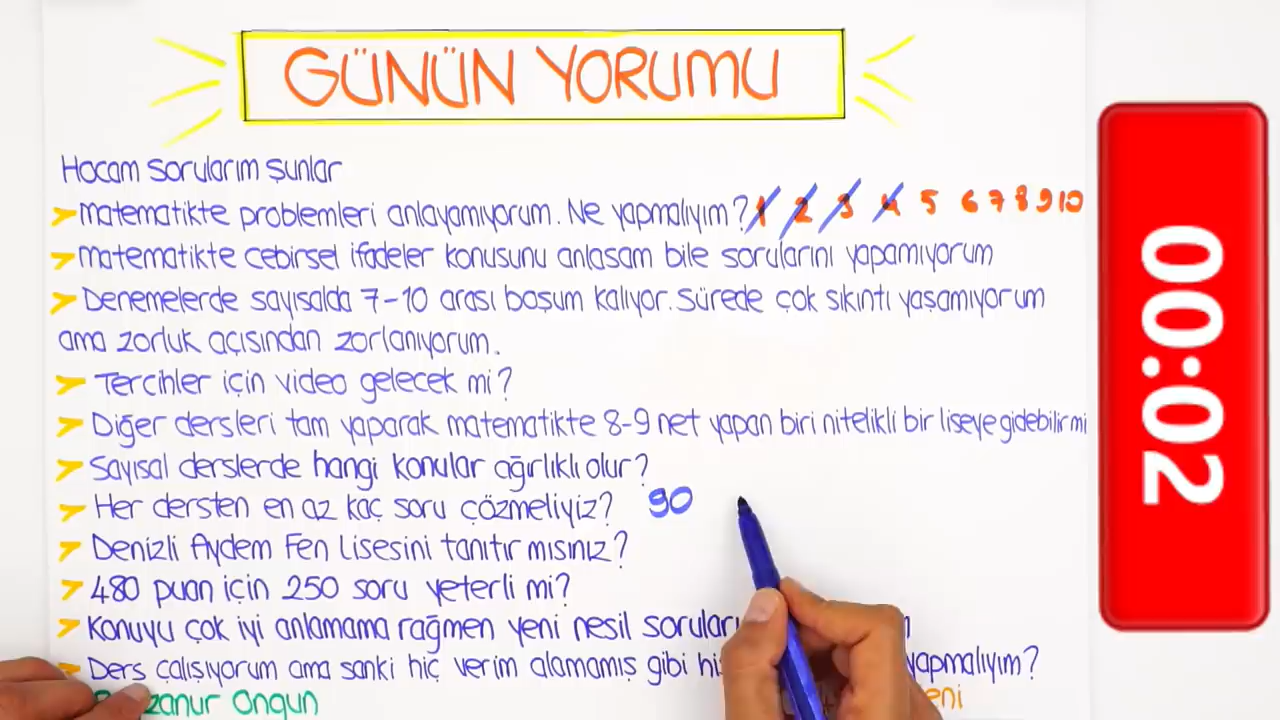 GÜNÜN YORUMU
Hocam sorularım şunlar
➤ Matematikte problemleri anlayamıyorum. Ne yapmalıyım? 1 2 3 4 5 6 7 8 9 10
➤ Matematikte cebirsel ifadeler konusunu anlasam bile sorularını yapamıyorum
➤ Denemelerde sayısalda 7-10 arası boşum kalıyor. Sürede çok sıkıntı yaşamıyorum
ama zorluk açısından zorlanıyorum.
➤ Tercihler için video gelecek mi?
➤ Diğer dersleri tam yaparak matematikte 8-9 net yapan biri nitelikli bir liseye gidebilir mi
➤ Sayısal derslerde hangi konular ağırlıklı olur?
➤ Her dersten en az kaç soru çözmeliyiz? 90
➤ Denizli Aydem Fen Lisesini tanıtır mısınız?
➤ 480 puan için 250 soru yeterli mi?
➤ Konuyu çok iyi anlamama rağmen yeni nesil
➤ Ders çalışıyorum ama sanki hiç verim alamamış gibi yapmalıyım?
Ongun
00:02